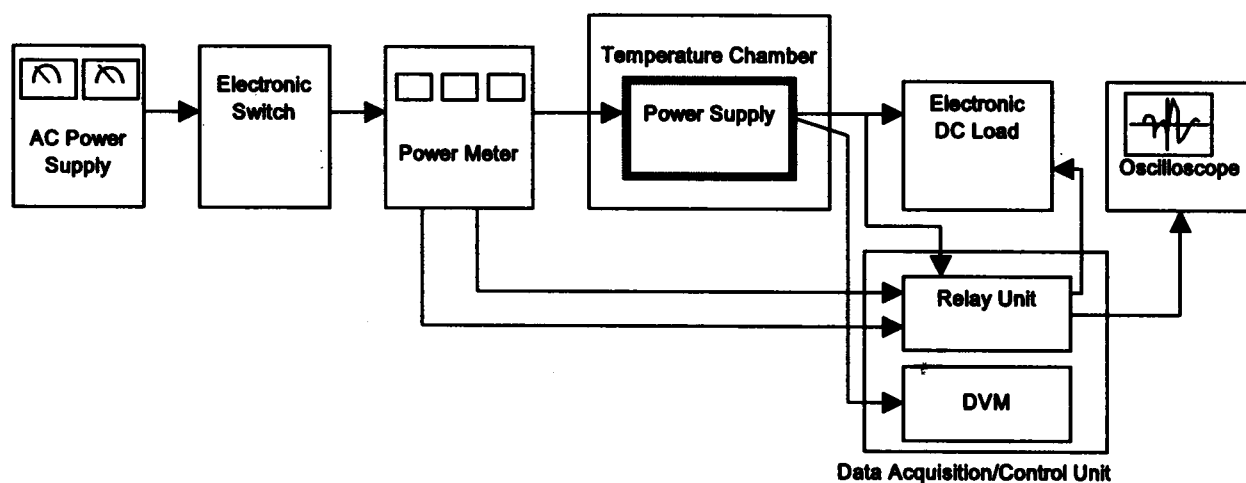 AC Power
Supply
Electronic
Switch
Power Meter
Temperature Chamber
Power Supply
Electronic
DC Load
Oscilloscope
Relay Unit
DVM
Data Acquisition/Control Unit